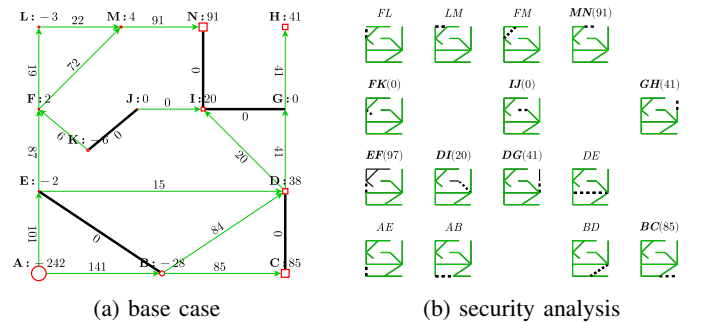 L: −3 22 M: 4 91 N: 91 H: 41
19 72 41
F: 2 J: 0 0 I: 20 G: 0
0
6 K: −6 0
87 20 41
E: −2 15 D: 38
101 0 84 0
A: −242 141 B: −28 85 C: 85
(a) base case
FL LM FM MN(91)
FK(0) IJ(0) GH(41)
EF(97) DI(20) DG(41) DE
AE AB BD BC(85)
(b) security analysis